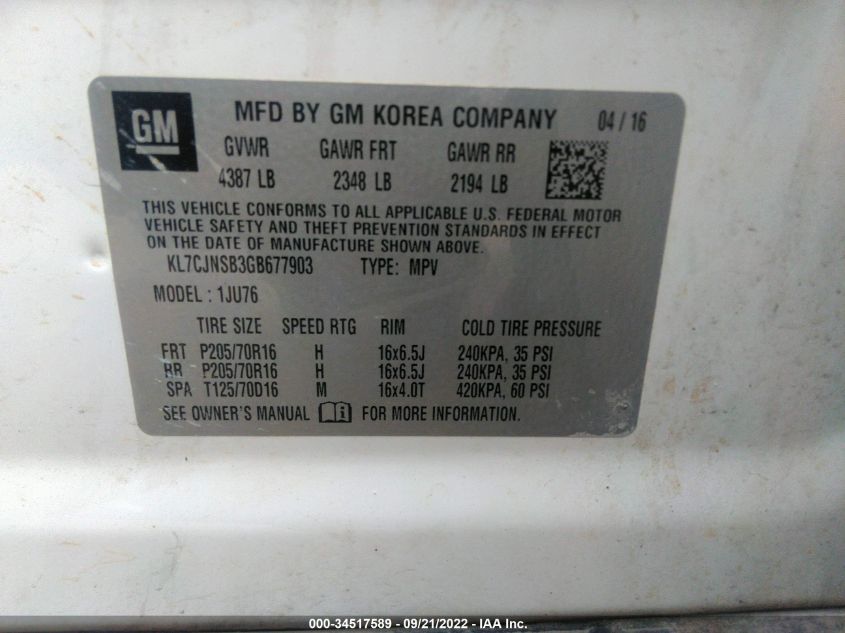 GM
MFD BY GM KOREA COMPANY 04 / 16
GVWR GAWR FRT GAWR RR
4387 LB 2348 LB 2194 LB
THIS VEHICLE CONFORMS TO ALL APPLICABLE U.S. FEDERAL MOTOR
VEHICLE SAFETY AND THEFT PREVENTION STANDARDS IN EFFECT
ON THE DATE OF MANUFACTURE SHOWN ABOVE.
KL7CJNSB3GB677903 TYPE: MPV
MODEL : 1JU76
TIRE SIZE SPEED RTG RIM COLD TIRE PRESSURE
FRT P205/70R16 H 16x6.5J 240KPA, 35 PSI
RR P205/70R16 H 16x6.5J 240KPA, 35 PSI
SPA T125/70D16 M 16x4.0T 420KPA, 60 PSI
SEE OWNER'S MANUAL FOR MORE INFORMATION.
000-34517589 - 09/21/2022 - IAA Inc.